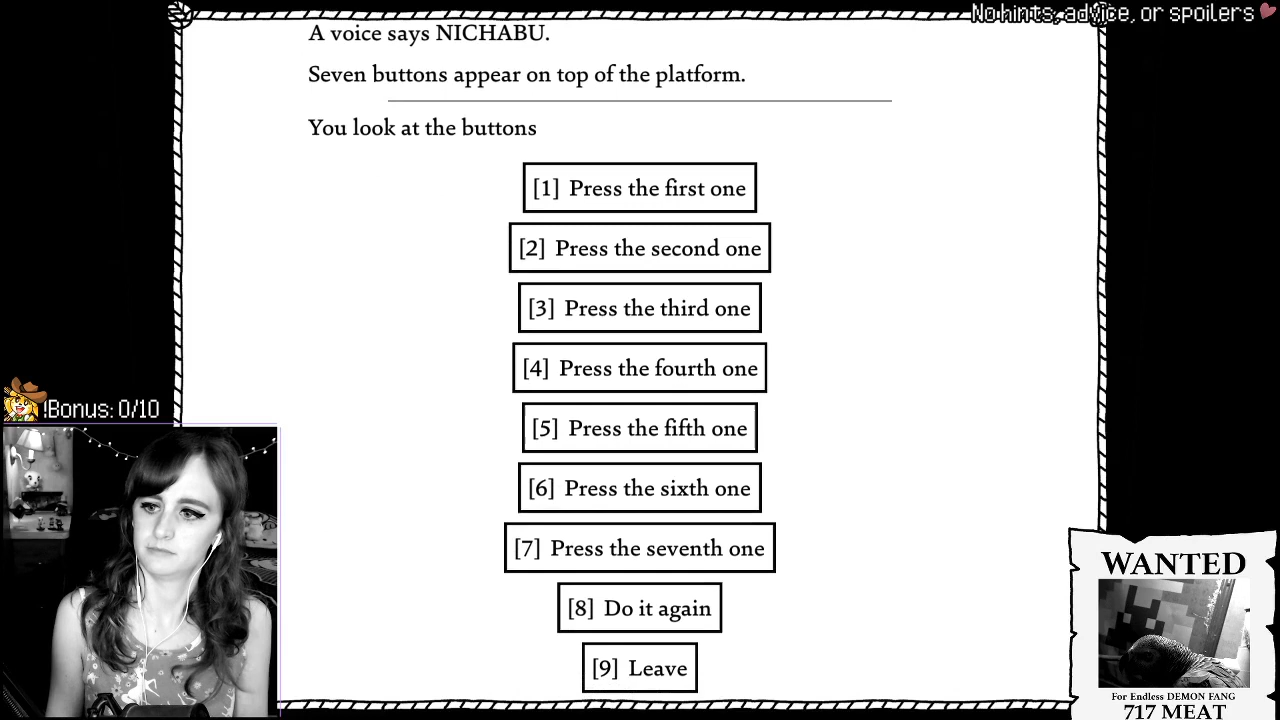 No hints, advice, or spoilers
A voice says NICHABU.
Seven buttons appear on top of the platform.
You look at the buttons
[1] Press the first one
[2] Press the second one
[3] Press the third one
[4] Press the fourth one
[5] Press the fifth one
[6] Press the sixth one
[7] Press the seventh one
[8] Do it again
[9] Leave
!Bonus: 0/10
WANTED
For Endless DEMON FANG
717 MEAT